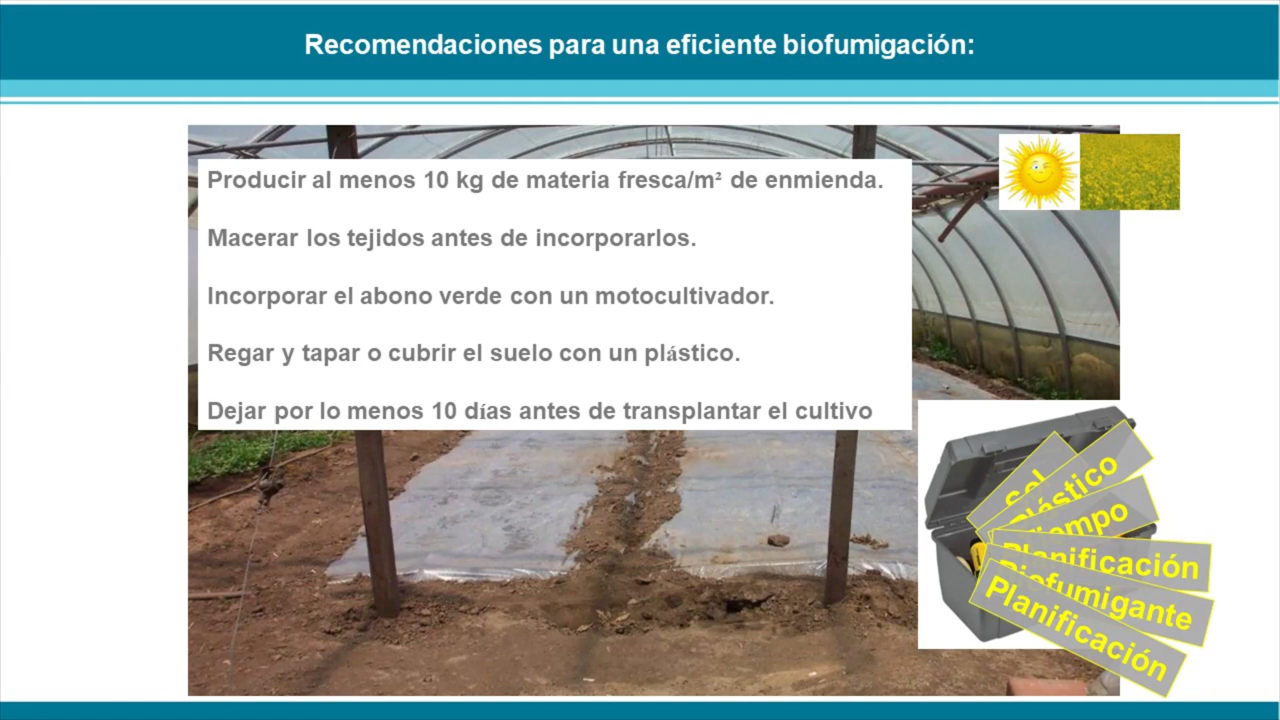 Recomendaciones para una eficiente biofumigación:
Producir al menos 10 kg de materia fresca/m² de enmienda.
Macerar los tejidos antes de incorporarlos.
Incorporar el abono verde con un motocultivador.
Regar y tapar o cubrir el suelo con un plástico.
Dejar por lo menos 10 días antes de transplantar el cultivo
Sol
Plástico
Tiempo
Planificación
Biofumigante
Planificación